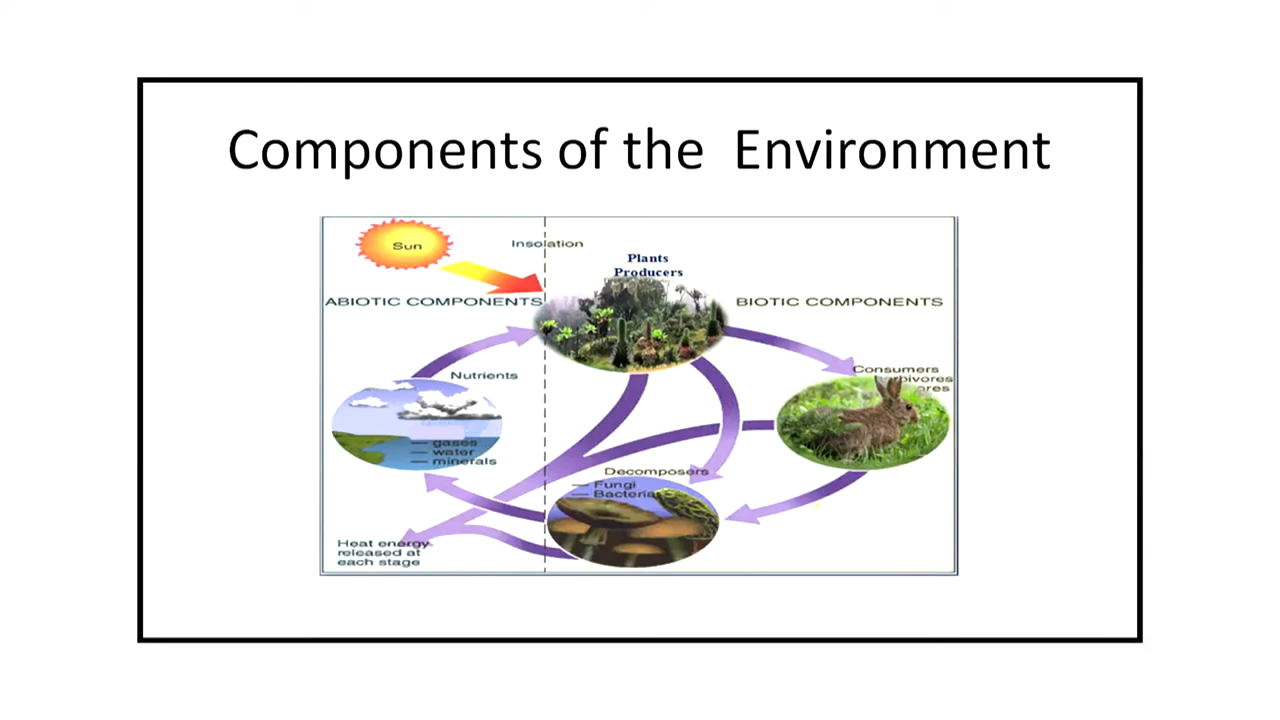 Components of the Environment
Sun
Insolation
Plants
Producers
ABIOTIC COMPONENTS
BIOTIC COMPONENTS
Nutrients
— gases
— water
— minerals
Consumers
Decomposers
— Fungi
— Bacteria
Heat energy
released at
each stage